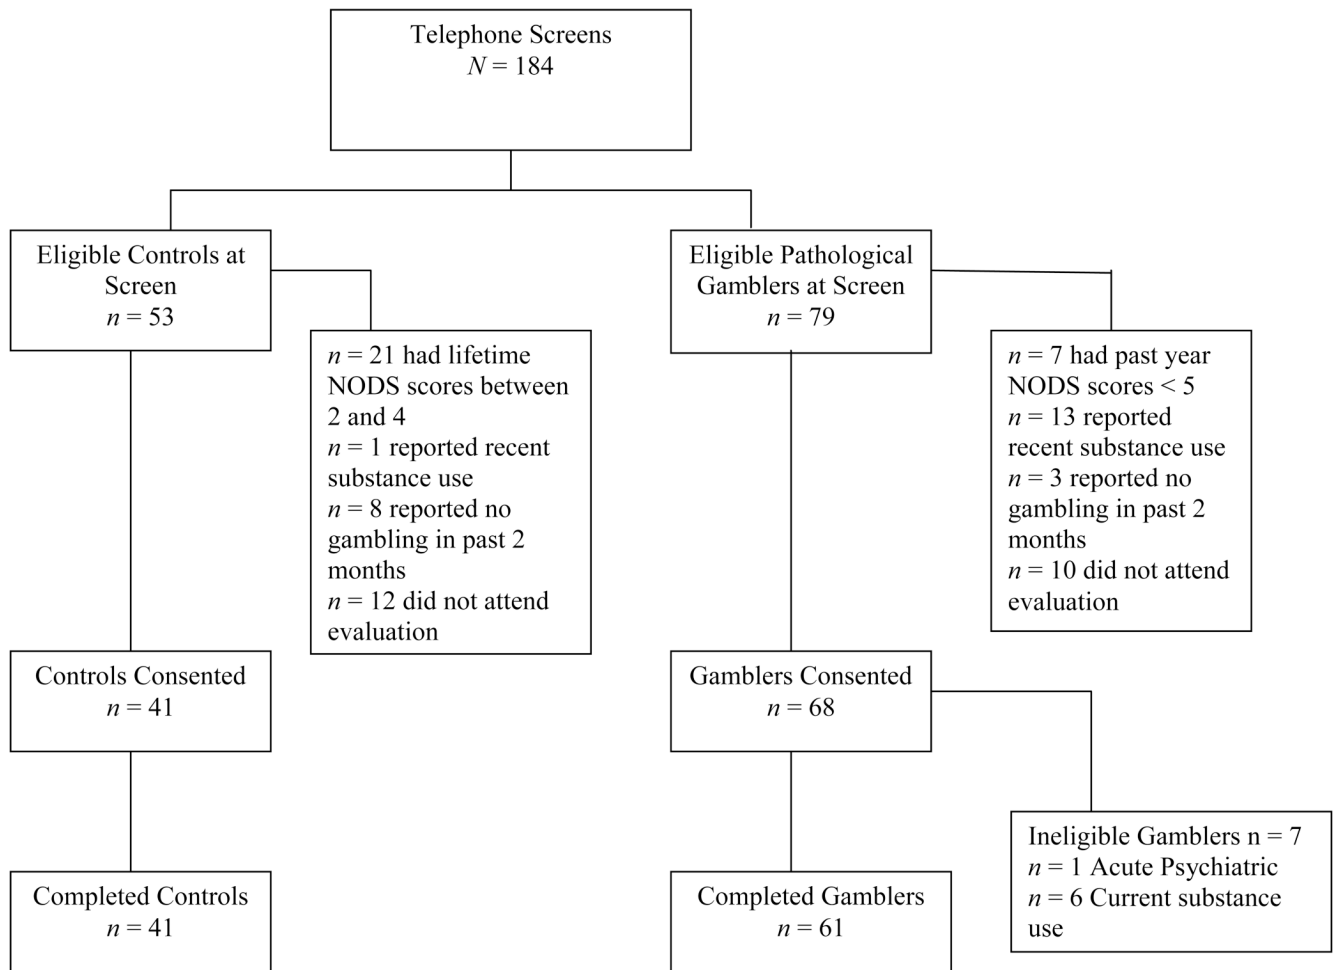 Telephone Screens
N = 184
Eligible Controls at
Screen
n = 53
Eligible Pathological
Gamblers at Screen
n = 79
n = 21 had lifetime
NODS scores between
2 and 4
n = 1 reported recent
substance use
n = 8 reported no
gambling in past 2
months
n = 12 did not attend
evaluation
n = 7 had past year
NODS scores < 5
n = 13 reported
recent substance use
n = 3 reported no
gambling in past 2
months
n = 10 did not attend
evaluation
Controls Consented
n = 41
Gamblers Consented
n = 68
Ineligible Gamblers n = 7
n = 1 Acute Psychiatric
n = 6 Current substance
use
Completed Controls
n = 41
Completed Gamblers
n = 61